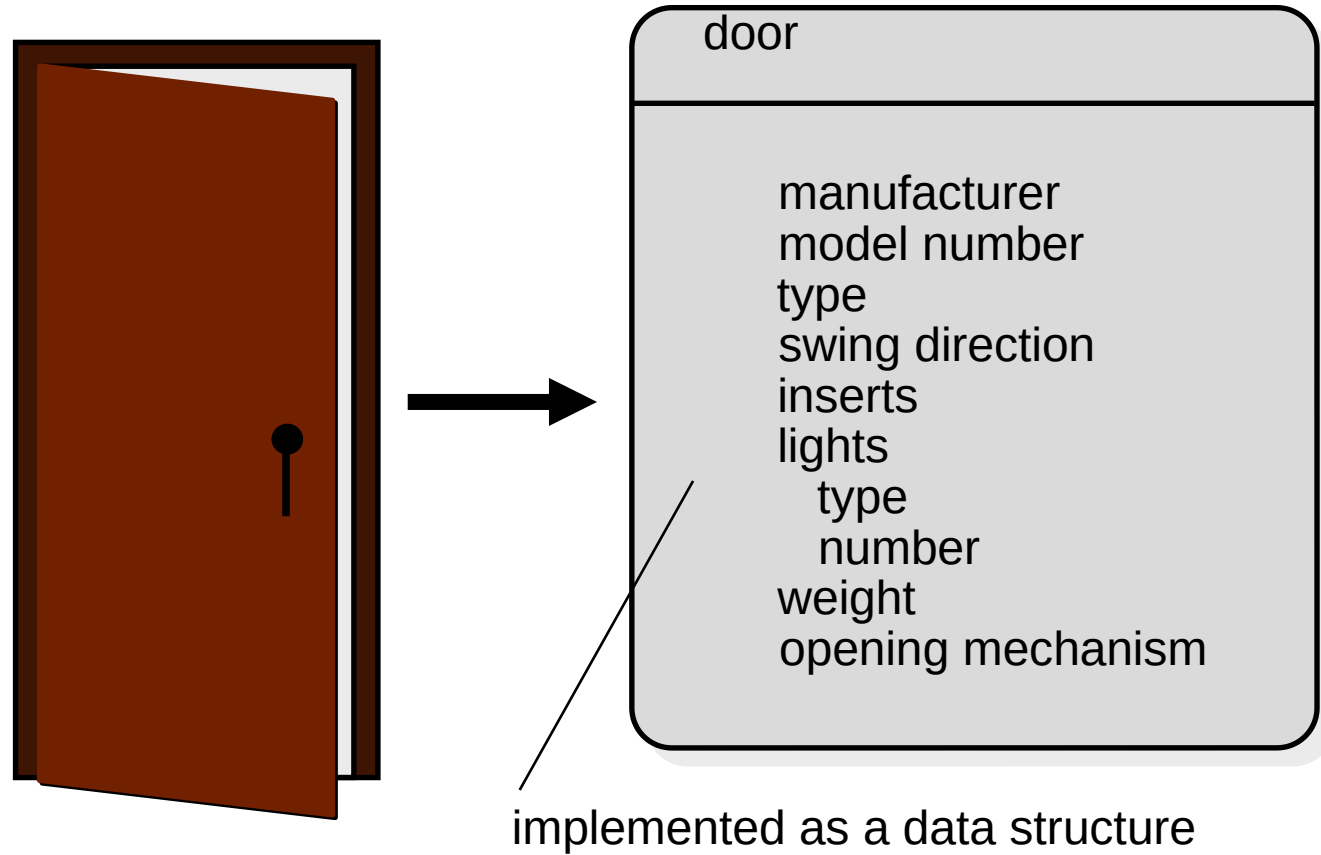 door
manufacturer
model number
type
swing direction
inserts
lights
type
number
weight
opening mechanism
implemented as a data structure